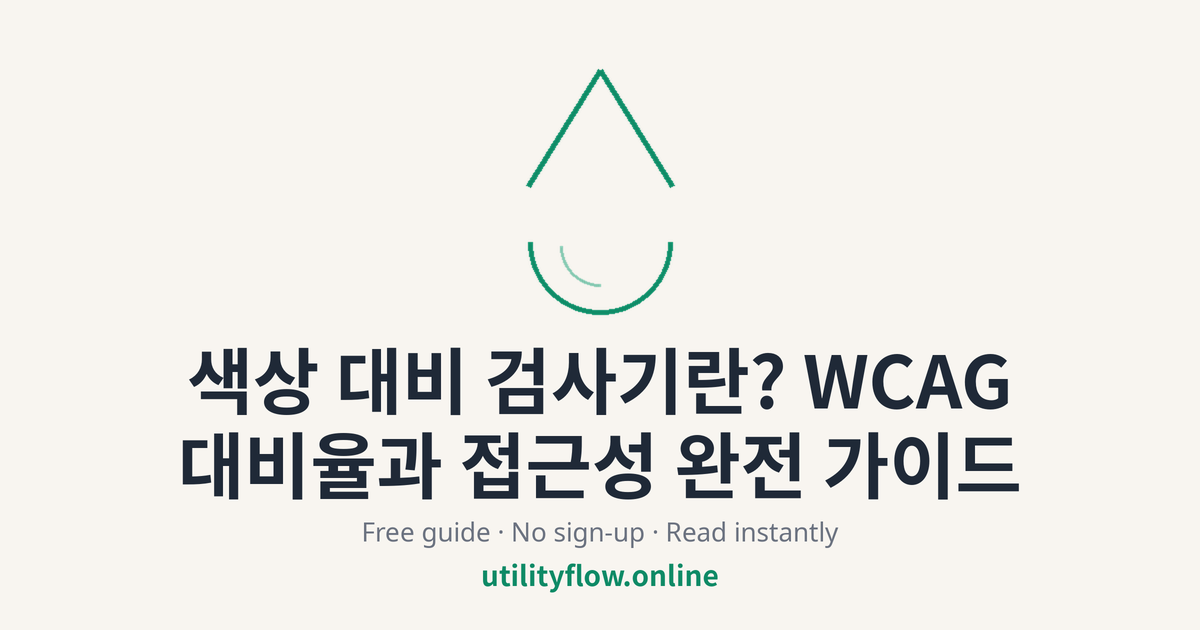 색상 대비 검사기란? WCAG
대비율과 접근성 완전 가이드
Free guide · No sign-up · Read instantly
utilityflow.online